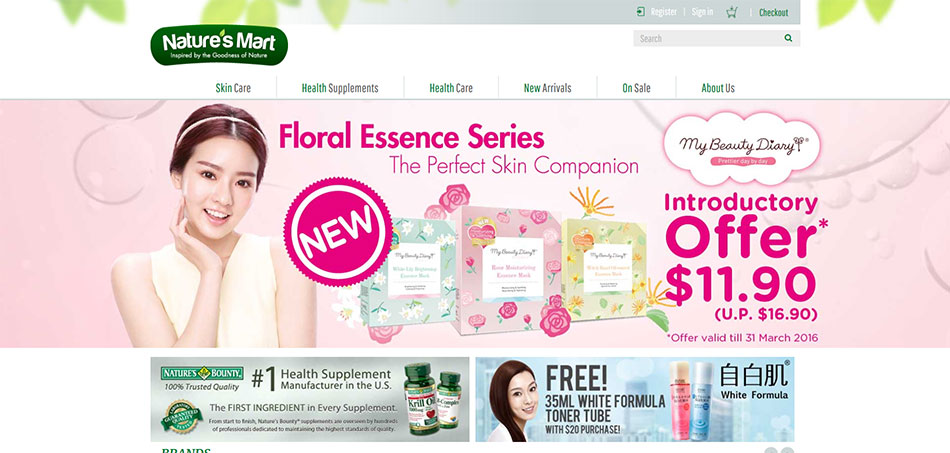 Register | Sign in | Checkout
Nature's Mart
Inspired by the Goodness of Nature
Search
Skin Care Health Supplements Health Care New Arrivals On Sale About Us
Floral Essence Series
The Perfect Skin Companion
My Beauty Diary®
Prettier day by day
NEW
Introductory
Offer*
$11.90
(U.P. $16.90)
*Offer valid till 31 March 2016
My Beauty Diary
White Lily Brightening
Essence Mask
My Beauty Diary
Rose Moisturizing
Essence Mask
My Beauty Diary
Essence Mask
NATURE'S BOUNTY
100% Trusted Quality
#1 Health Supplement
Manufacturer in the U.S.
GUARANTEED
QUALITY
The FIRST INGREDIENT in Every Supplement.
From start to finish, Nature's Bounty® supplements are overseen by hundreds
of professionals dedicated to maintaining the highest standards of quality.
Krill Oil
B-Complex
FREE!
35ML WHITE FORMULA
TONER TUBE
WITH $20 PURCHASE!
自白肌®
White Formula
BRANDS